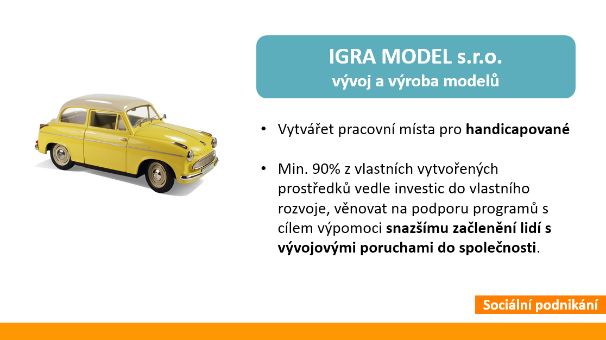 IGRA MODEL s.r.o.
vývoj a výroba modelů
• Vytvářet pracovní místa pro handicapované
• Min. 90% z vlastních vytvořených
prostředků vedle investic do vlastního
rozvoje, věnovat na podporu programů s
cílem výpomoci snazšímu začlenění lidí s
vývojovými poruchami do společnosti.
Sociální podnikání